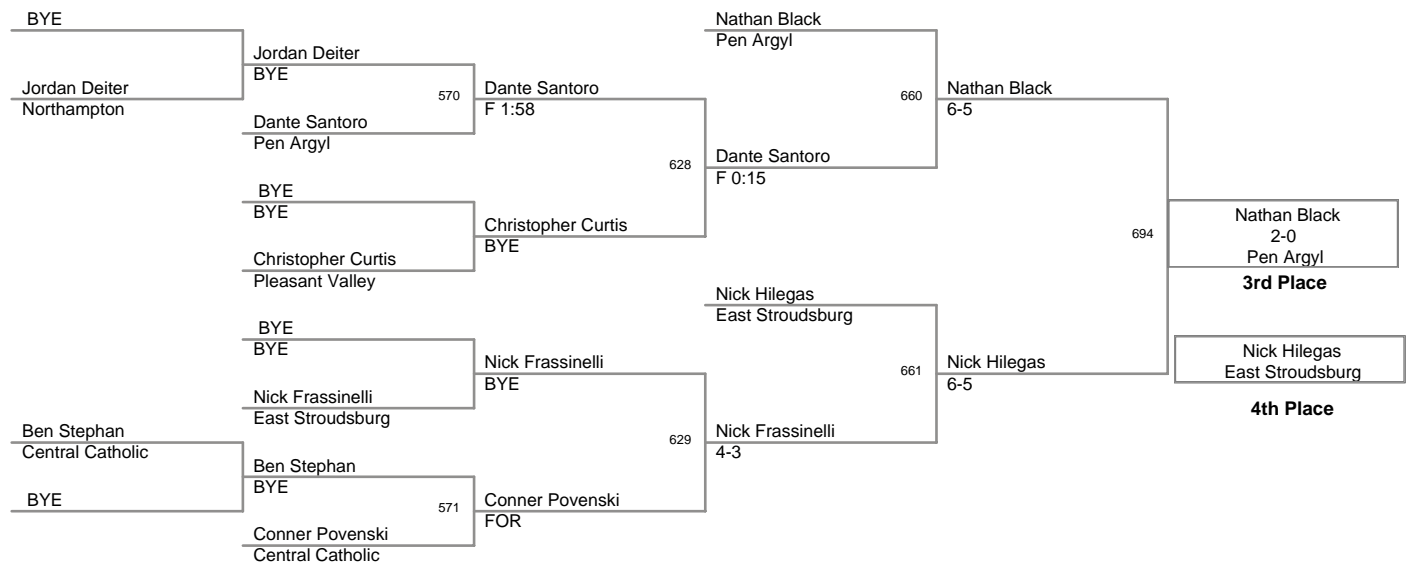 BYE
Jordan Deiter
Northampton
Ben Stephan
Central Catholic
BYE
Jordan Deiter
BYE
570
Dante Santoro
Pen Argyl
BYE
BYE
Christopher Curtis
Pleasant Valley
BYE
BYE
Nick Frassinelli
East Stroudsburg
Ben Stephan
BYE
571
Conner Povenski
Central Catholic
Dante Santoro
F 1:58
628
Christopher Curtis
BYE
Nick Frassinelli
BYE
629
Conner Povenski
FOR
Nathan Black
Pen Argyl
660
Dante Santoro
F 0:15
Nick Hilegas
East Stroudsburg
661
Nick Frassinelli
4-3
Nathan Black
6-5
694
Nick Hilegas
6-5
Nathan Black
2-0
Pen Argyl
3rd Place
Nick Hilegas
East Stroudsburg
4th Place